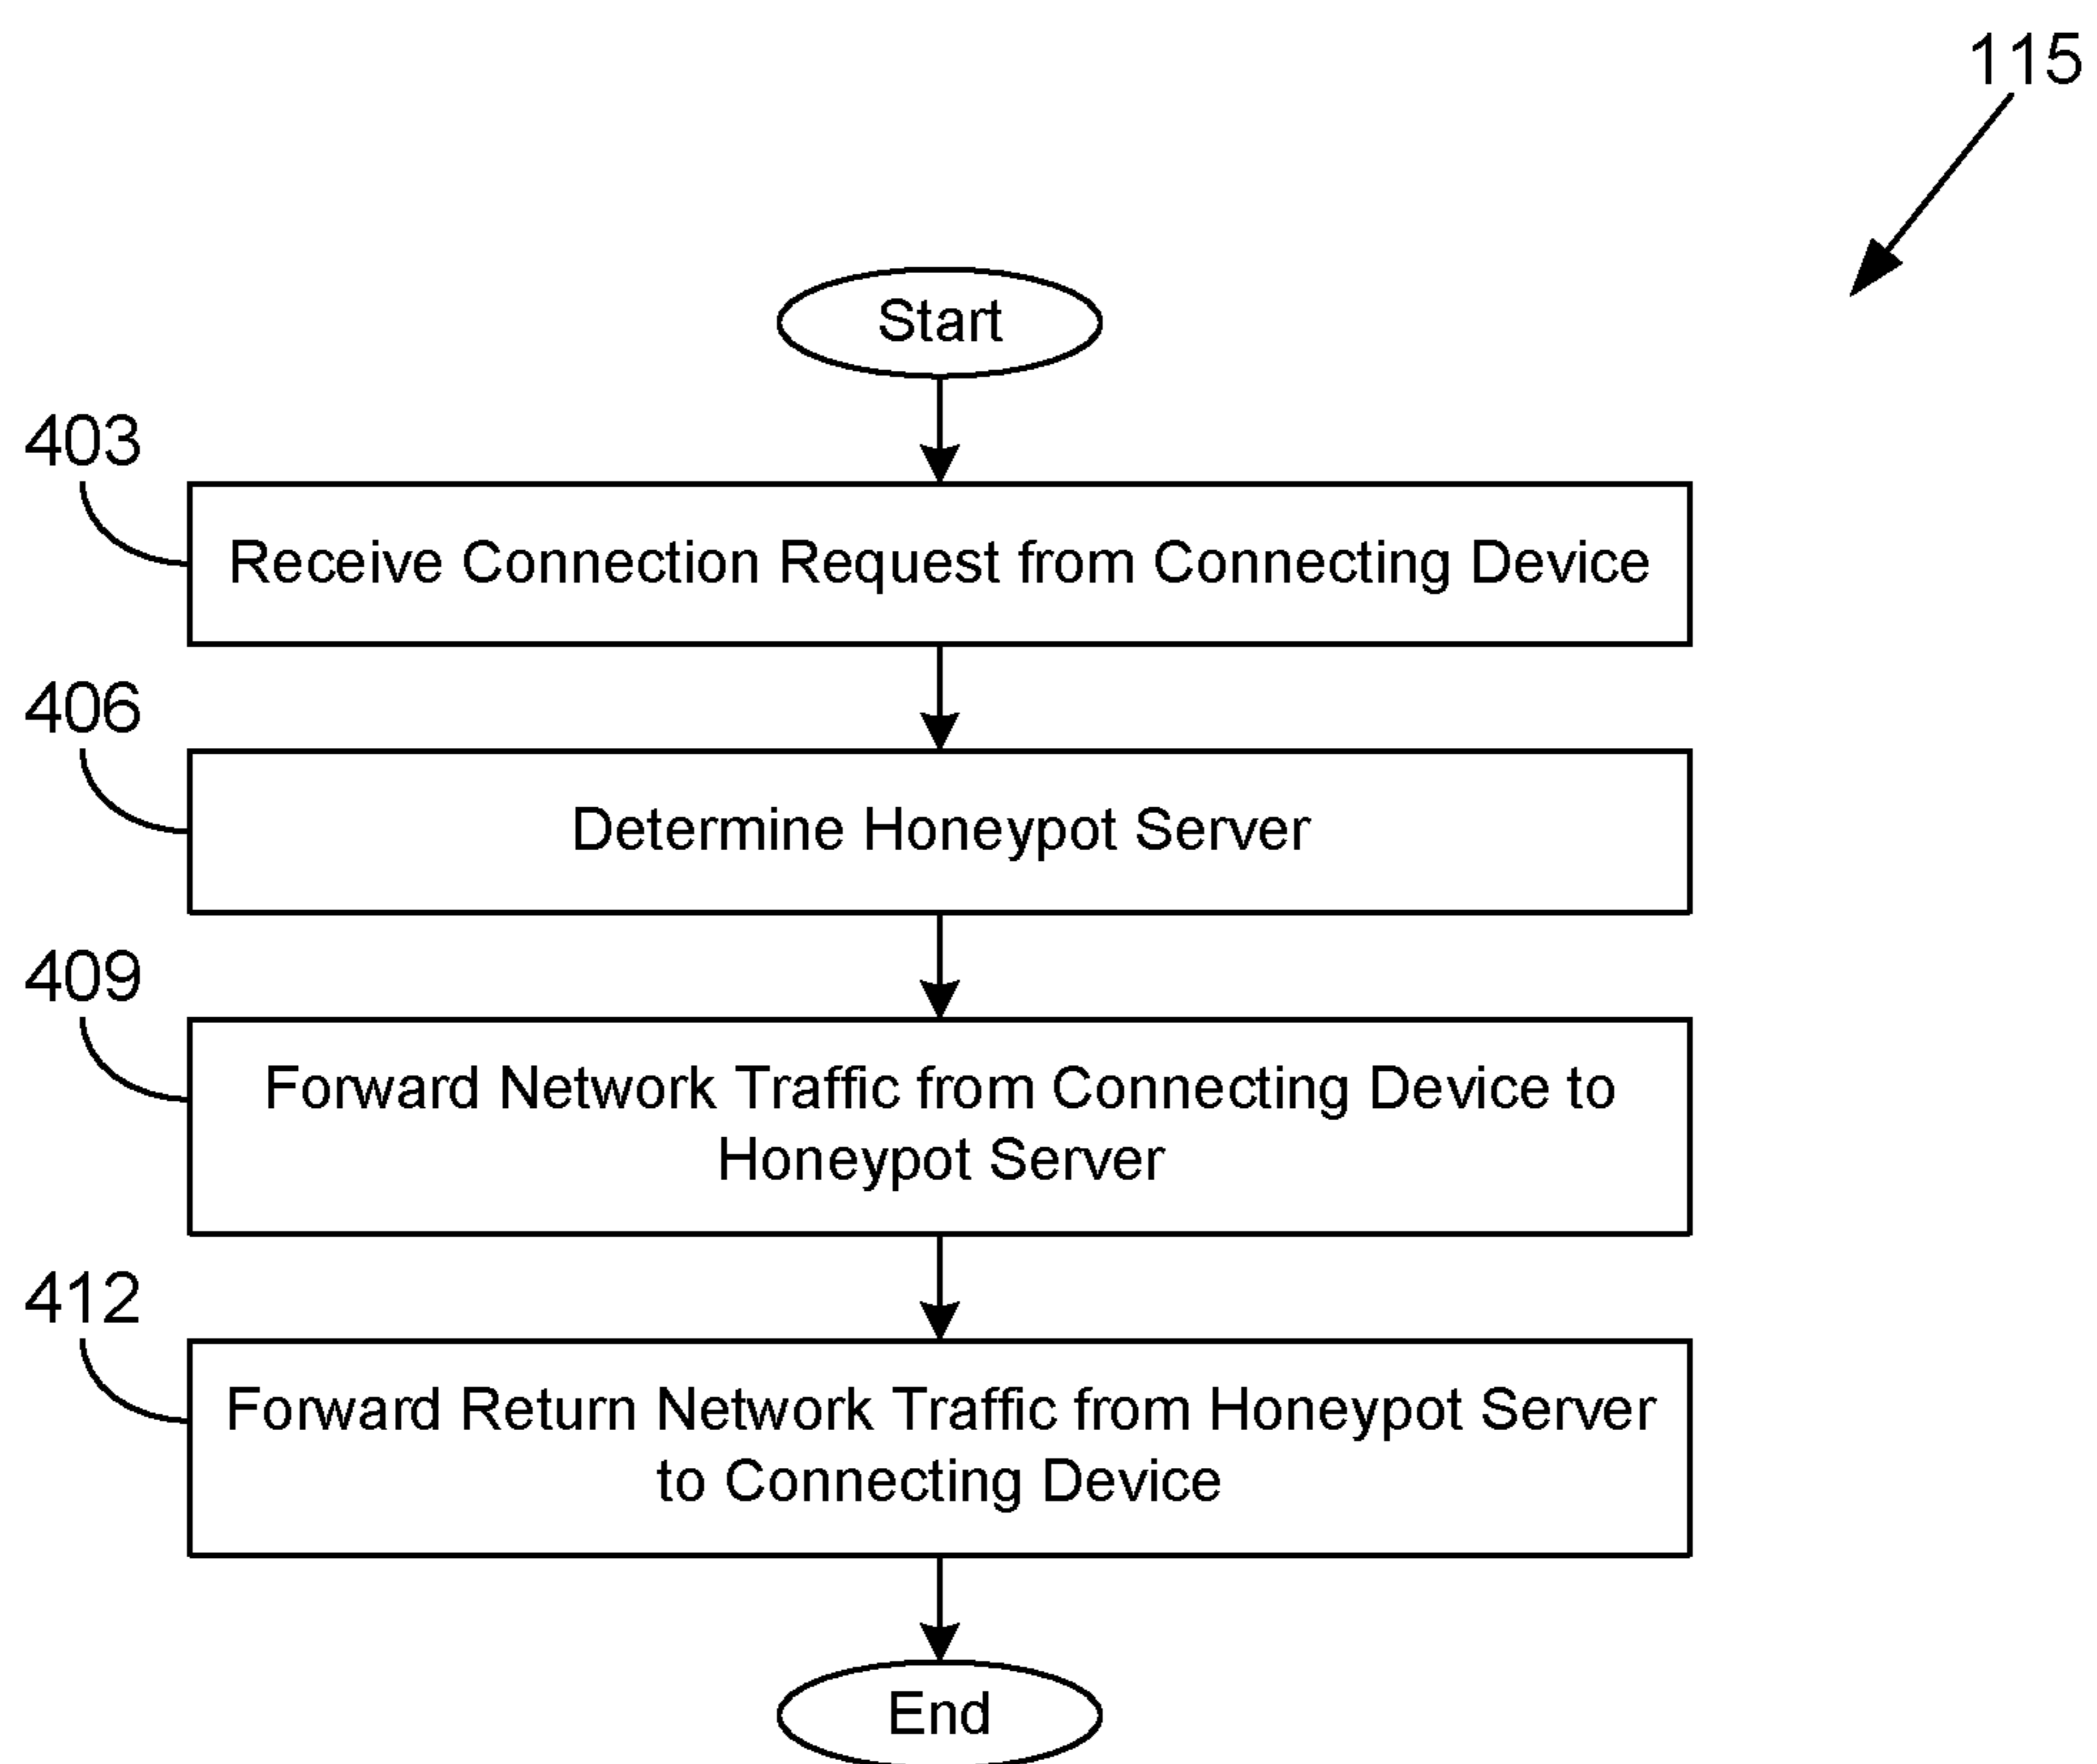 115
Start
403
Receive Connection Request from Connecting Device
406
Determine Honeypot Server
409
Forward Network Traffic from Connecting Device to
Honeypot Server
412
Forward Return Network Traffic from Honeypot Server
to Connecting Device
End